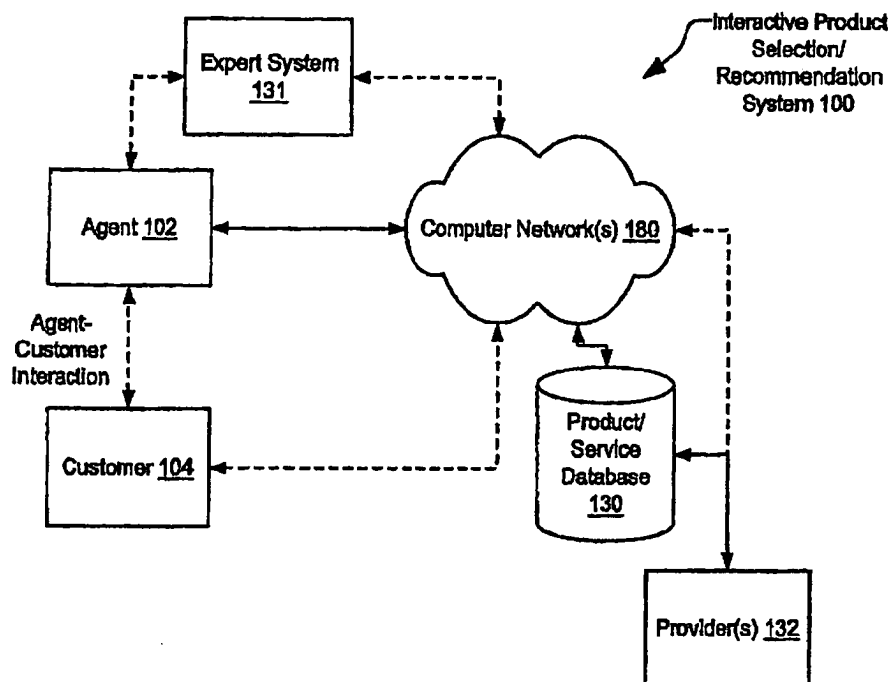 Interactive Product
Selection/
Recommendation
System 100
Expert System
131
Agent 102
Computer Network(s) 180
Agent-
Customer
Interaction
Customer 104
Product/
Service
Database
130
Provider(s) 132